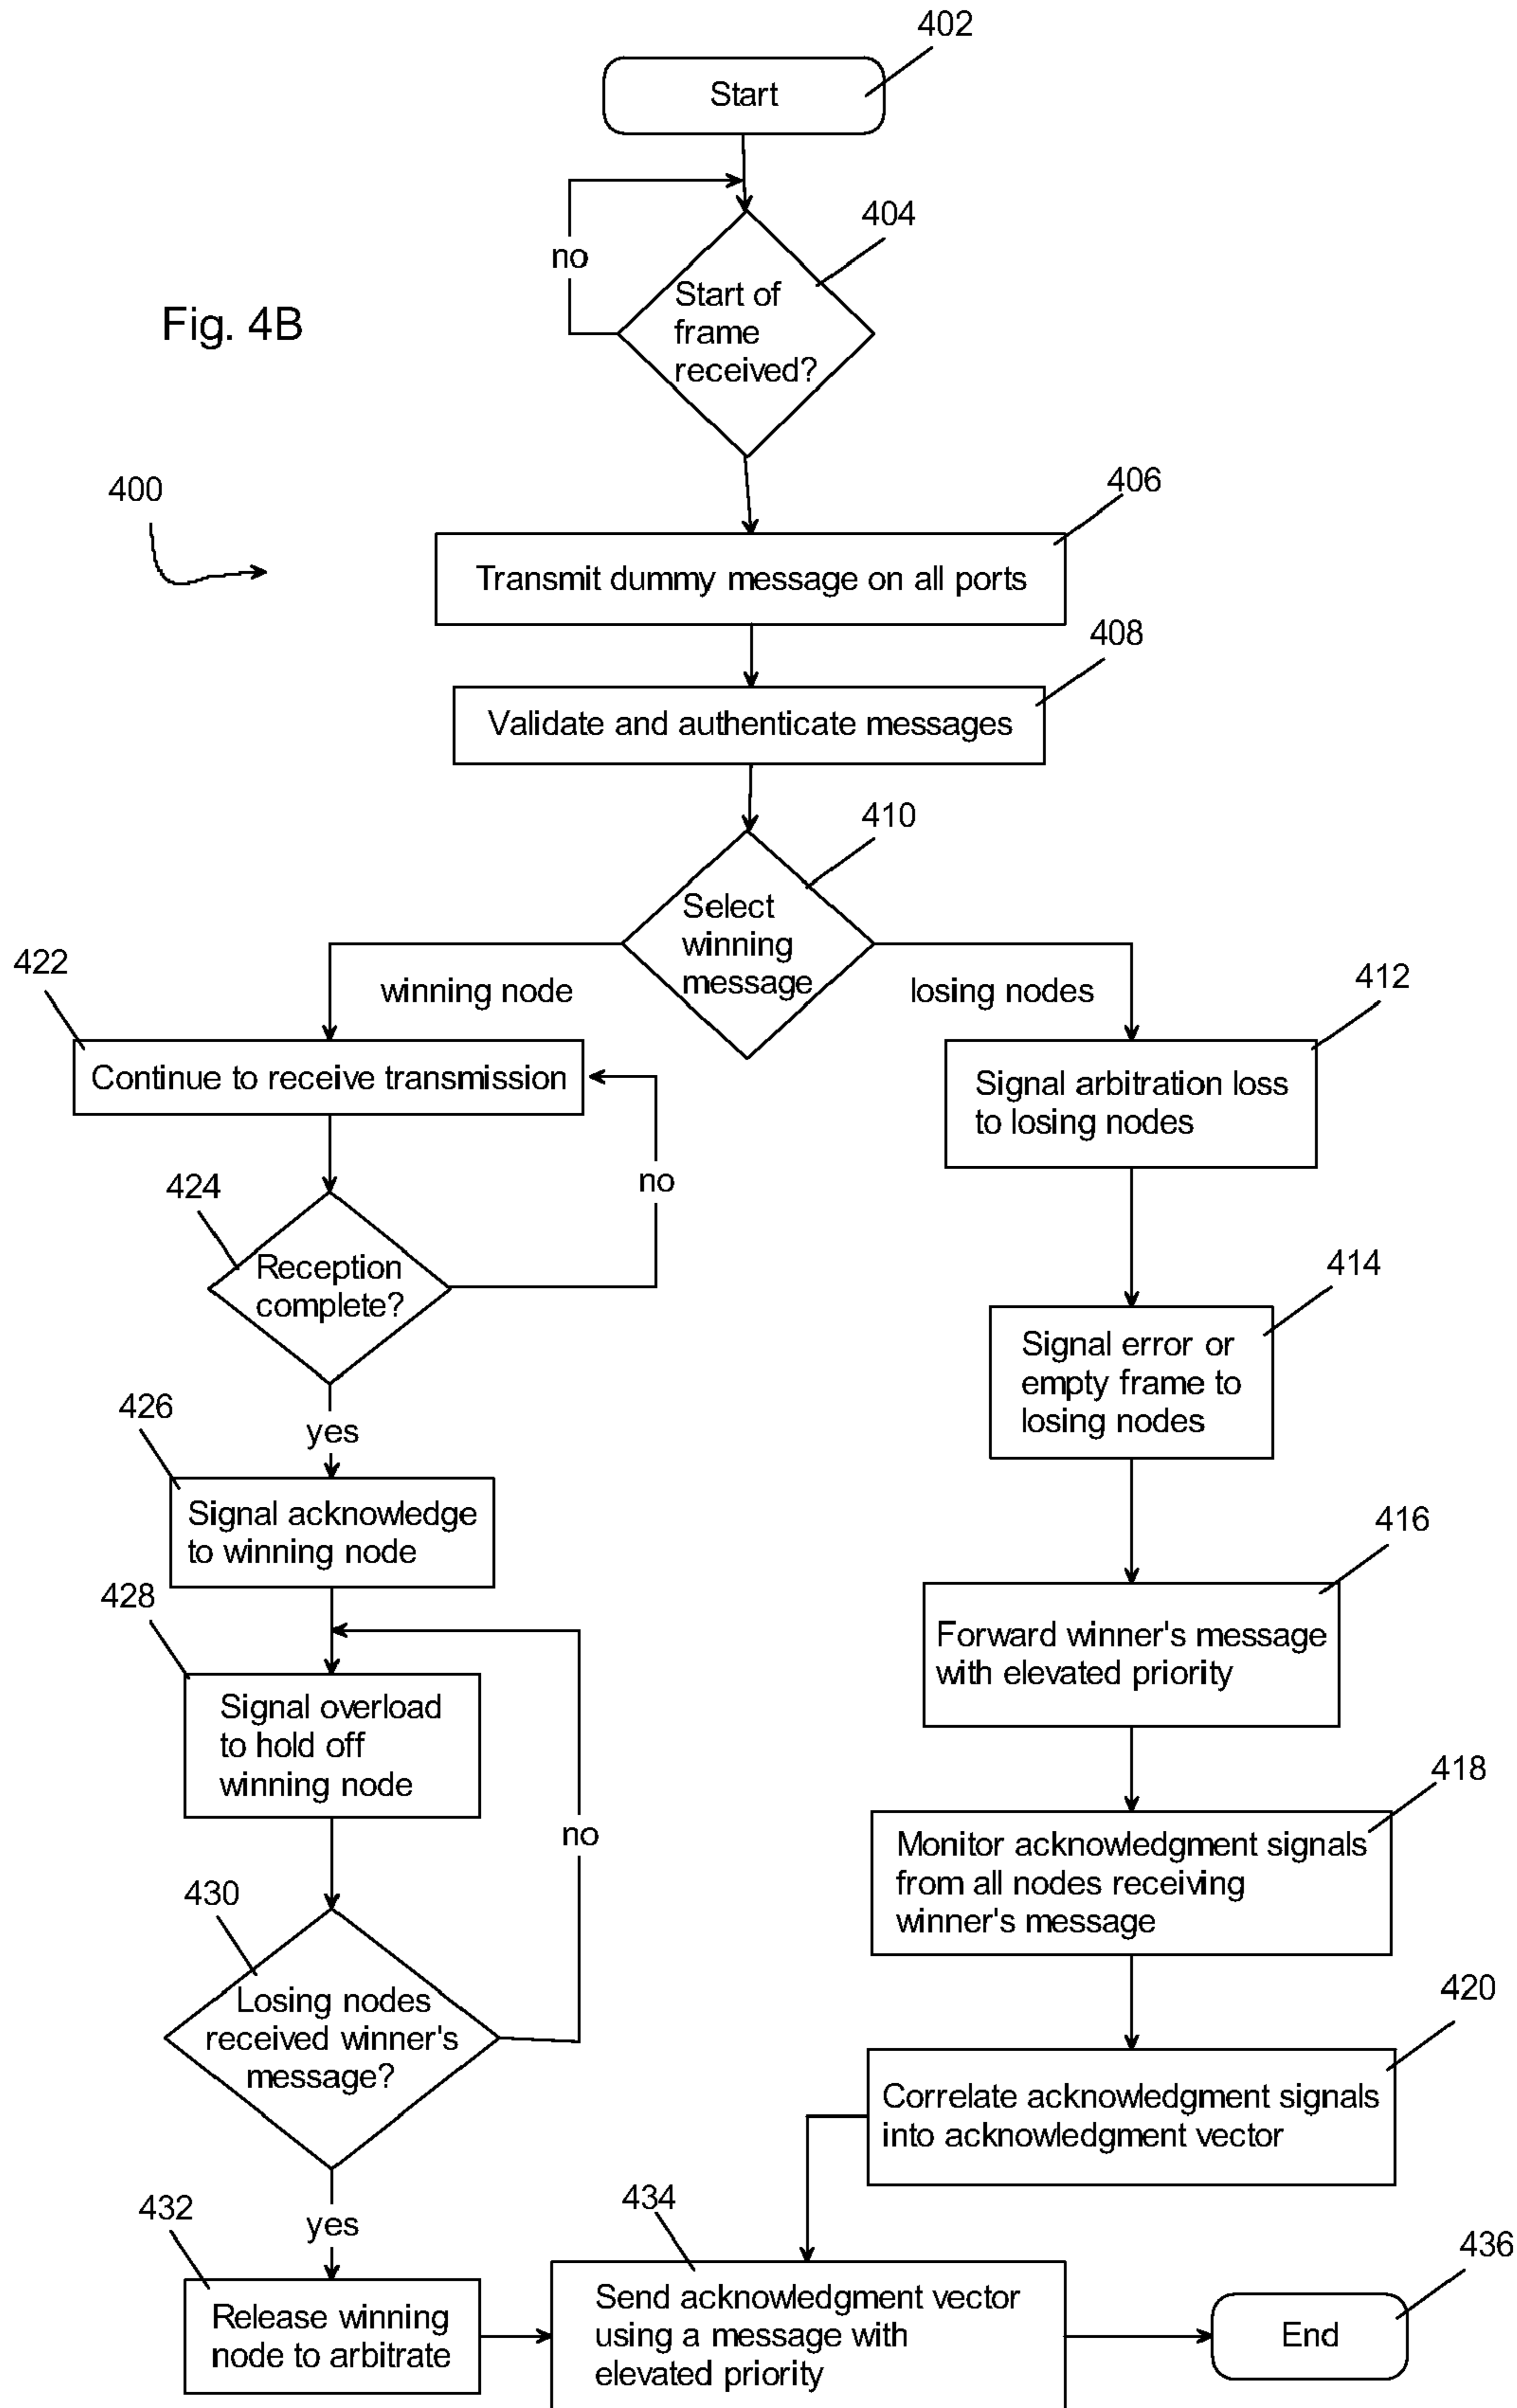 402
Start
404
no
Start of
frame
received?
Fig. 4B
400
406
Transmit dummy message on all ports
408
Validate and authenticate messages
410
Select
winning
message
422
winning node
losing nodes
412
Continue to receive transmission
Signal arbitration loss
to losing nodes
no
424
Reception
complete?
414
Signal error or
empty frame to
losing nodes
426
yes
Signal acknowledge
to winning node
416
Forward winner's message
with elevated priority
428
Signal overload
to hold off
winning node
no
418
Monitor acknowledgment signals
from all nodes receiving
winner's message
430
Losing nodes
received winner's
message?
420
Correlate acknowledgment signals
into acknowledgment vector
432
yes
434
436
Release winning
node to arbitrate
Send acknowledgment vector
using a message with
elevated priority
End